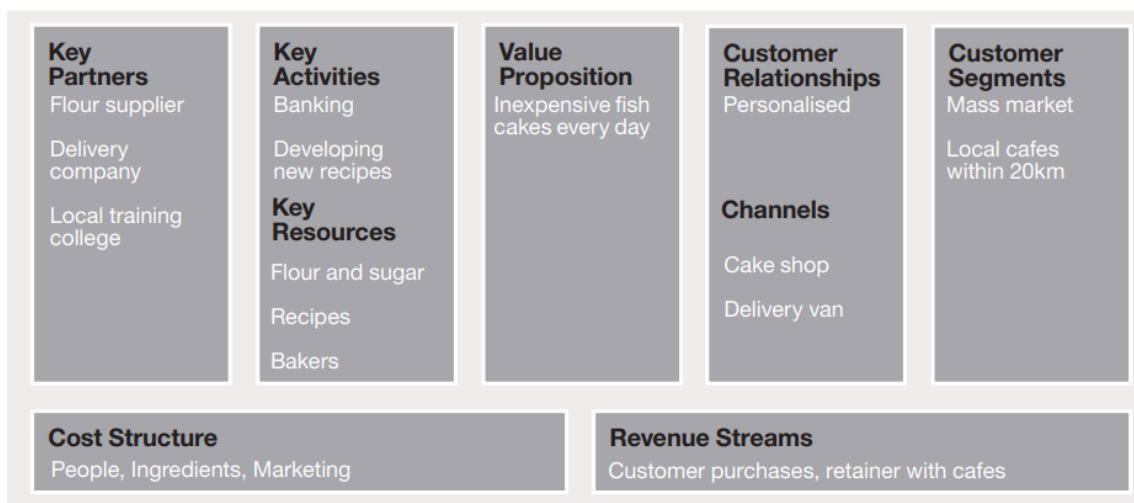 Key
Partners
Flour supplier
Delivery
company
Local training
college
Key
Activities
Banking
Developing
new recipes
Key
Resources
Flour and sugar
Recipes
Bakers
Value
Proposition
Inexpensive fish
cakes every day
Customer
Relationships
Personalised
Channels
Cake shop
Delivery van
Customer
Segments
Mass market
Local cafes
within 20km
Cost Structure
People, Ingredients, Marketing
Revenue Streams
Customer purchases, retainer with cafes